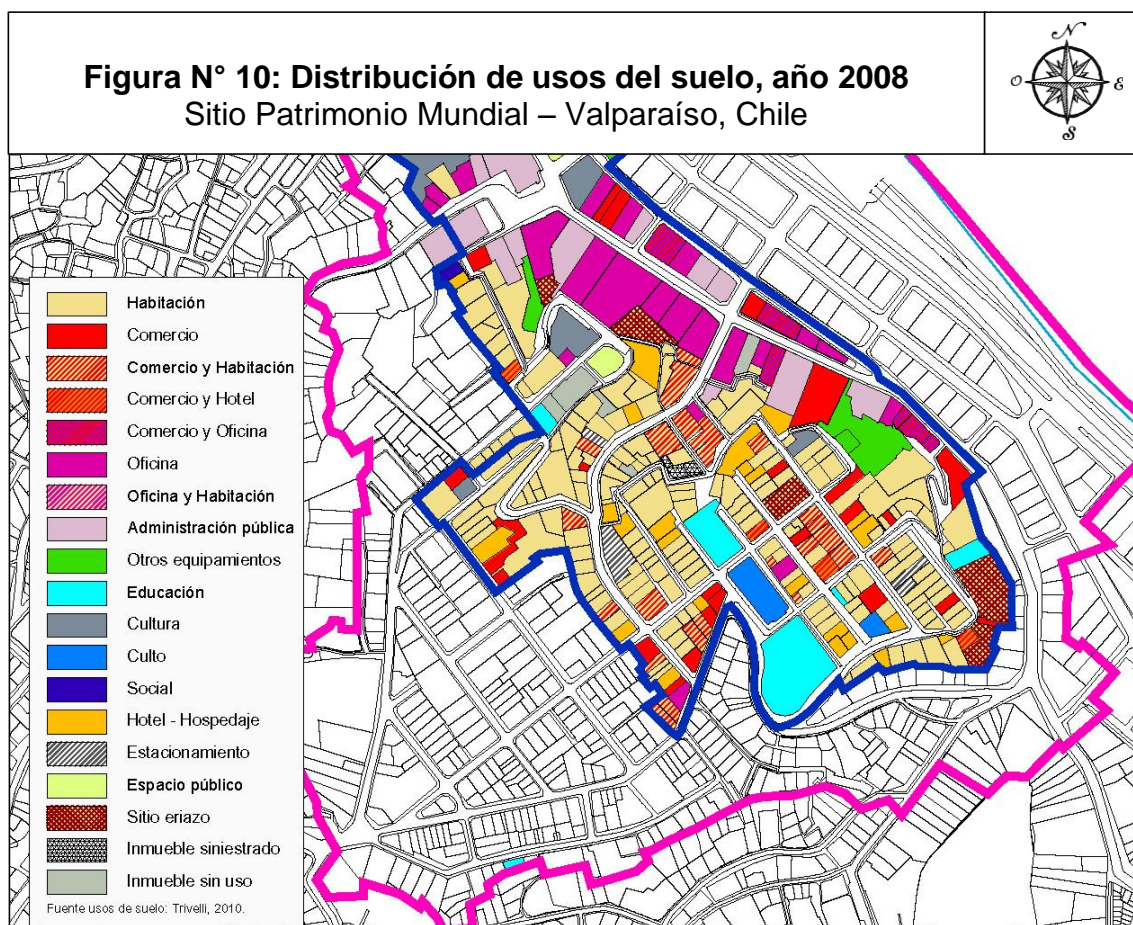 Figura N° 10: Distribución de usos del suelo, año 2008
Sitio Patrimonio Mundial – Valparaíso, Chile
N
O
E
S
Habitación
Comercio
Comercio y Habitación
Comercio y Hotel
Comercio y Oficina
Oficina
Oficina y Habitación
Administración pública
Otros equipamientos
Educación
Cultura
Culto
Social
Hotel - Hospedaje
Estacionamiento
Espacio público
Sitio eriazo
Inmueble siniestrado
Inmueble sin uso
Fuente usos de suelo: Trivelli, 2010.